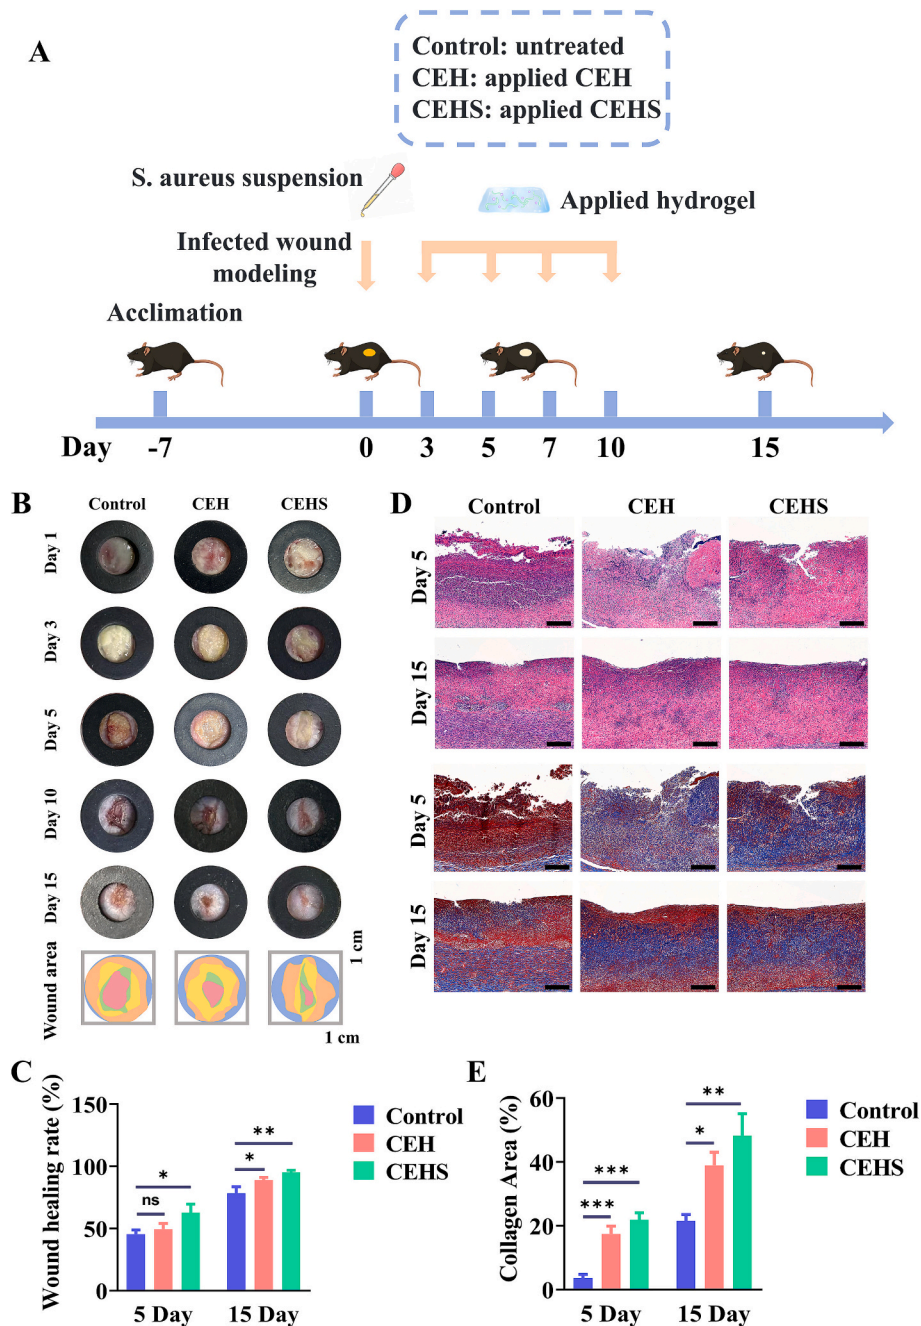 A
Control: untreated
CEH: applied CEH
CEHS: applied CEHS
S. aureus suspension
Applied hydrogel
Infected wound
modeling
Acclimation
Day -7 0 3 5 7 10 15
B
Control CEH CEHS
Day 1
Day 3
Day 5
Day 10
Day 15
Wound area
1 cm
1 cm
D
Control CEH CEHS
Day 5
Day 15
Day 5
Day 15
C
Wound healing rate (%)
150
100
50
0
ns
*
*
**
5 Day 15 Day
Control
CEH
CEHS
E
Collagen Area (%)
60
40
20
0
***
***
*
**
5 Day 15 Day
Control
CEH
CEHS